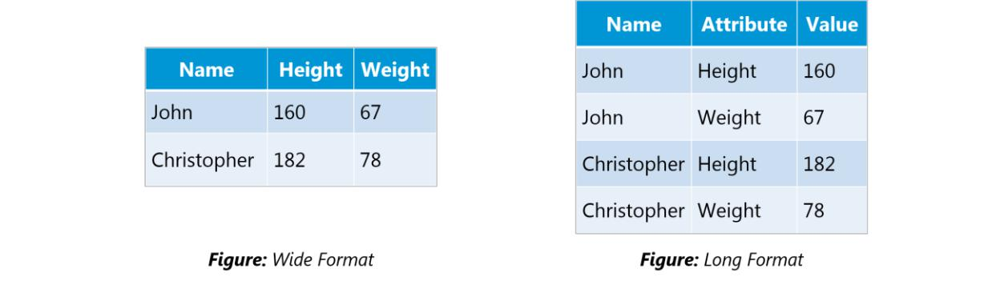 Name Height Weight
John 160 67
Christopher 182 78
Figure: Wide Format
Name Attribute Value
John Height 160
John Weight 67
Christopher Height 182
Christopher Weight 78
Figure: Long Format